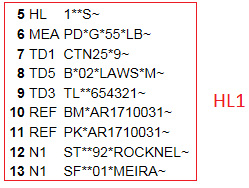 5 HL 1**S~
6 MEA PD*G*55*LB~
7 TD1 CTN25*9~
8 TD5 B*02*LAWS*M~
9 TD3 TL**654321~
10 REF BM*AR1710031~
11 REF PK*AR1710031~
12 N1 ST**92*ROCKNEL~
13 N1 SF**01*MEIRA~
HL1